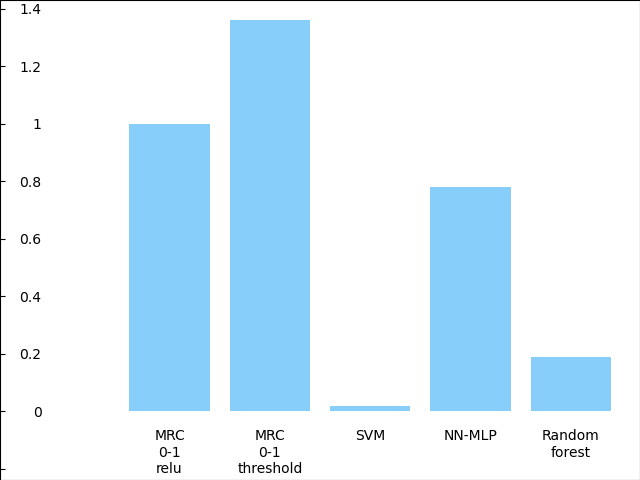 1.4
1.2
1
0.8
0.6
0.4
0.2
0
MRC
0-1
relu
MRC
0-1
threshold
SVM
NN-MLP
Random
forest